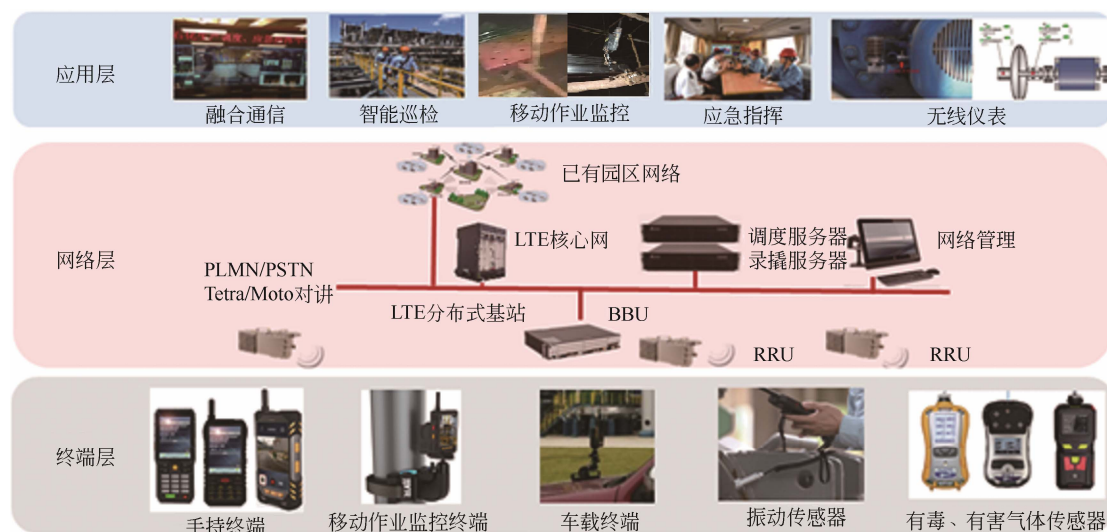 应用层
融合通信
智能巡检
移动作业监控
应急指挥
无线仪表
已有园区网络
网络层
LTE核心网
调度服务器
录撬服务器
网络管理
PLMN/PSTN
Tetra/Moto对讲
LTE分布式基站
BBU
RRU
RRU
终端层
手持终端
移动作业监控终端
车载终端
振动传感器
有毒、有害气体传感器